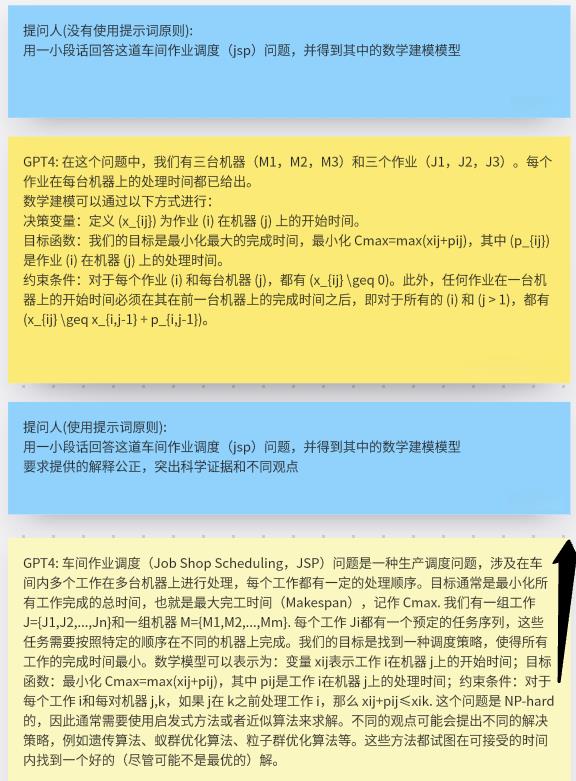 提问人(没有使用提示词原则):
用一小段话回答这道车间作业调度（jsp）问题，并得到其中的数学建模模型
GPT4: 在这个问题中，我们有三台机器（M1，M2，M3）和三个作业（J1，J2，J3）。每个
作业在每台机器上的处理时间都已给出。
数学建模可以通过以下方式进行：
决策变量：定义 (x_{ij}) 为作业 (i) 在机器 (j) 上的开始时间。
目标函数：我们的目标是最小化最大的完成时间，最小化 Cmax=max(xij+pij)，其中 (p_{ij})
是作业 (i) 在机器 (j) 上的处理时间。
约束条件：对于每个作业 (i) 和每台机器 (j)，都有 (x_{ij} \geq 0)。此外，任何作业在一台机
器上的开始时间必须在其在前一台机器上的完成时间之后，即对于所有的 (i) 和 (j > 1)，都有
(x_{ij} \geq x_{i,j-1} + p_{i,j-1})。
提问人(使用提示词原则):
用一小段话回答这道车间作业调度（jsp）问题，并得到其中的数学建模模型
要求提供的解释公正，突出科学证据和不同观点
GPT4: 车间作业调度（Job Shop Scheduling，JSP）问题是一种生产调度问题，涉及在车
间内多个工作在多台机器上进行处理，每个工作都有一定的处理顺序。目标通常是最小化所
有工作完成的总时间，也就是最大完工时间（Makespan），记作 Cmax. 我们有一组工作
J={J1,J2,...,Jn}和一组机器 M={M1,M2,...,Mm}. 每个工作 Ji都有一个预定的任务序列，这些
任务需要按照特定的顺序在不同的机器上完成。我们的目标是找到一种调度策略，使得所有
工作的完成时间最小。数学模型可以表示为：变量 xij表示工作 i在机器 j上的开始时间；目标
函数：最小化 Cmax=max(xij+pij)，其中 pij是工作 i在机器 j上的处理时间；约束条件：对于
每个工作 i和每对机器 j,k，如果 j在 k之前处理工作 i，那么 xij+pij⩽xik. 这个问题是 NP-hard
的，因此通常需要使用启发式方法或者近似算法来求解。不同的观点可能会提出不同的解决
策略，例如遗传算法、蚁群优化算法、粒子群优化算法等。这些方法都试图在可接受的时间
内找到一个好的（尽管可能不是最优的）解。